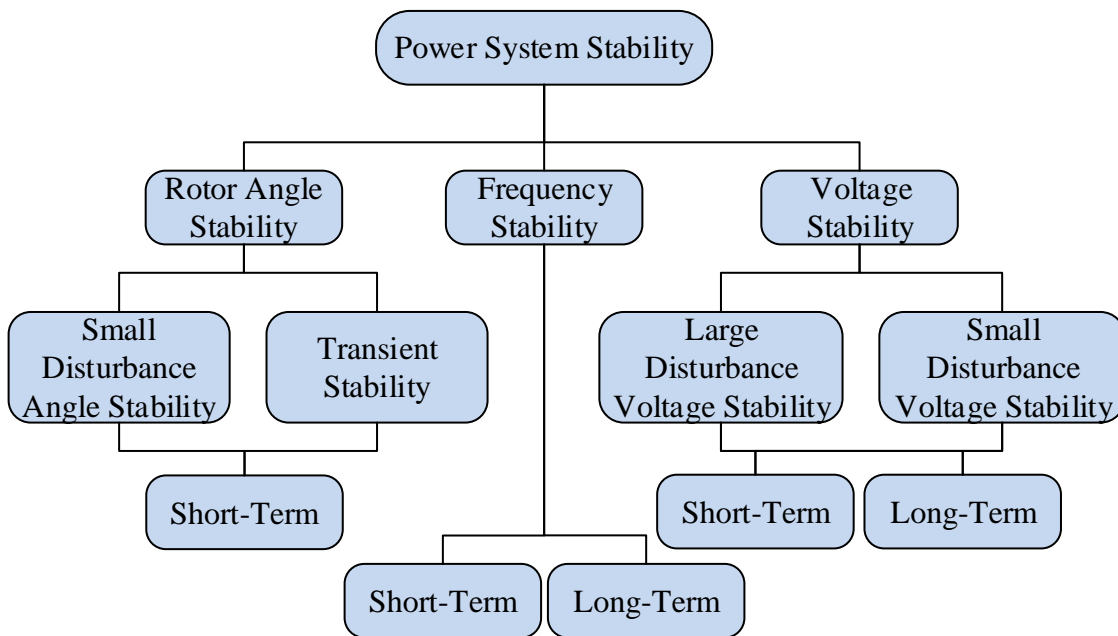 Power System Stability
Rotor Angle
Stability
Frequency
Stability
Voltage
Stability
Small
Disturbance
Angle Stability
Transient
Stability
Large
Disturbance
Voltage Stability
Small
Disturbance
Voltage Stability
Short-Term
Short-Term
Long-Term
Short-Term
Long-Term